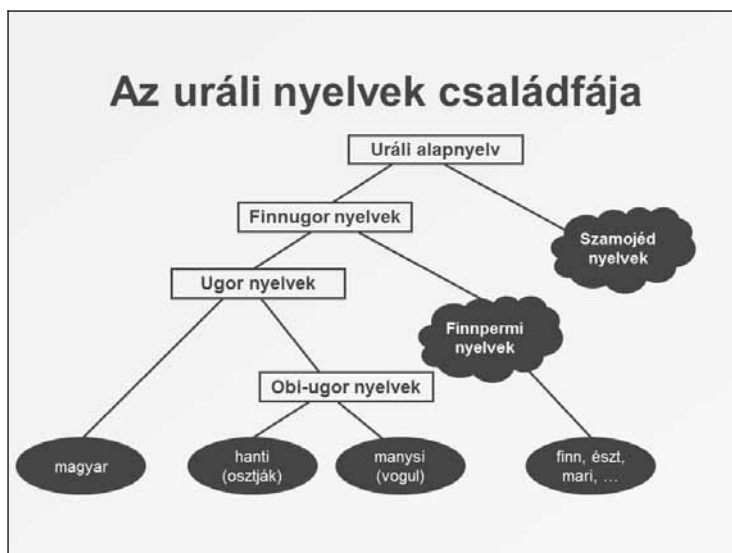 Az uráli nyelvek családfája
Uráli alapnyelv
Finnugor nyelvek
Szamojéd
nyelvek
Ugor nyelvek
Finnpermi
nyelvek
Obi-ugor nyelvek
magyar
hanti
(osztják)
manysi
(vogul)
finn, észt,
mari, …